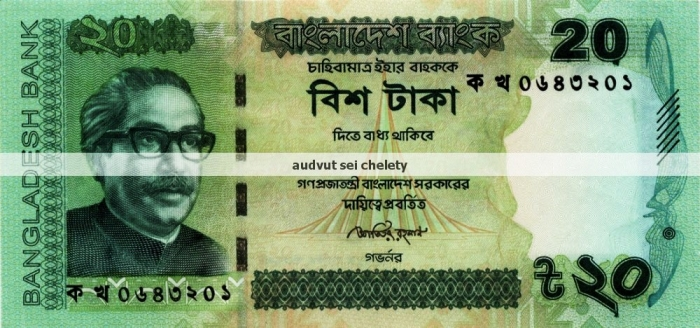 ২০
BANGLADESH BANK
বাংলাদেশ ব্যাংক
20
চাহিবামাত্র ইহার বাহককে
বিশ টাকা
ক খ ০৬৪৩২০১
দিতে বাধ্য থাকিবে
audvut sei chelety
গণপ্রজাতন্ত্রী বাংলাদেশ সরকারের
দায়িত্বে প্রবর্তিত
গভর্নর
ক খ ০৬৪৩২০১
৳২০